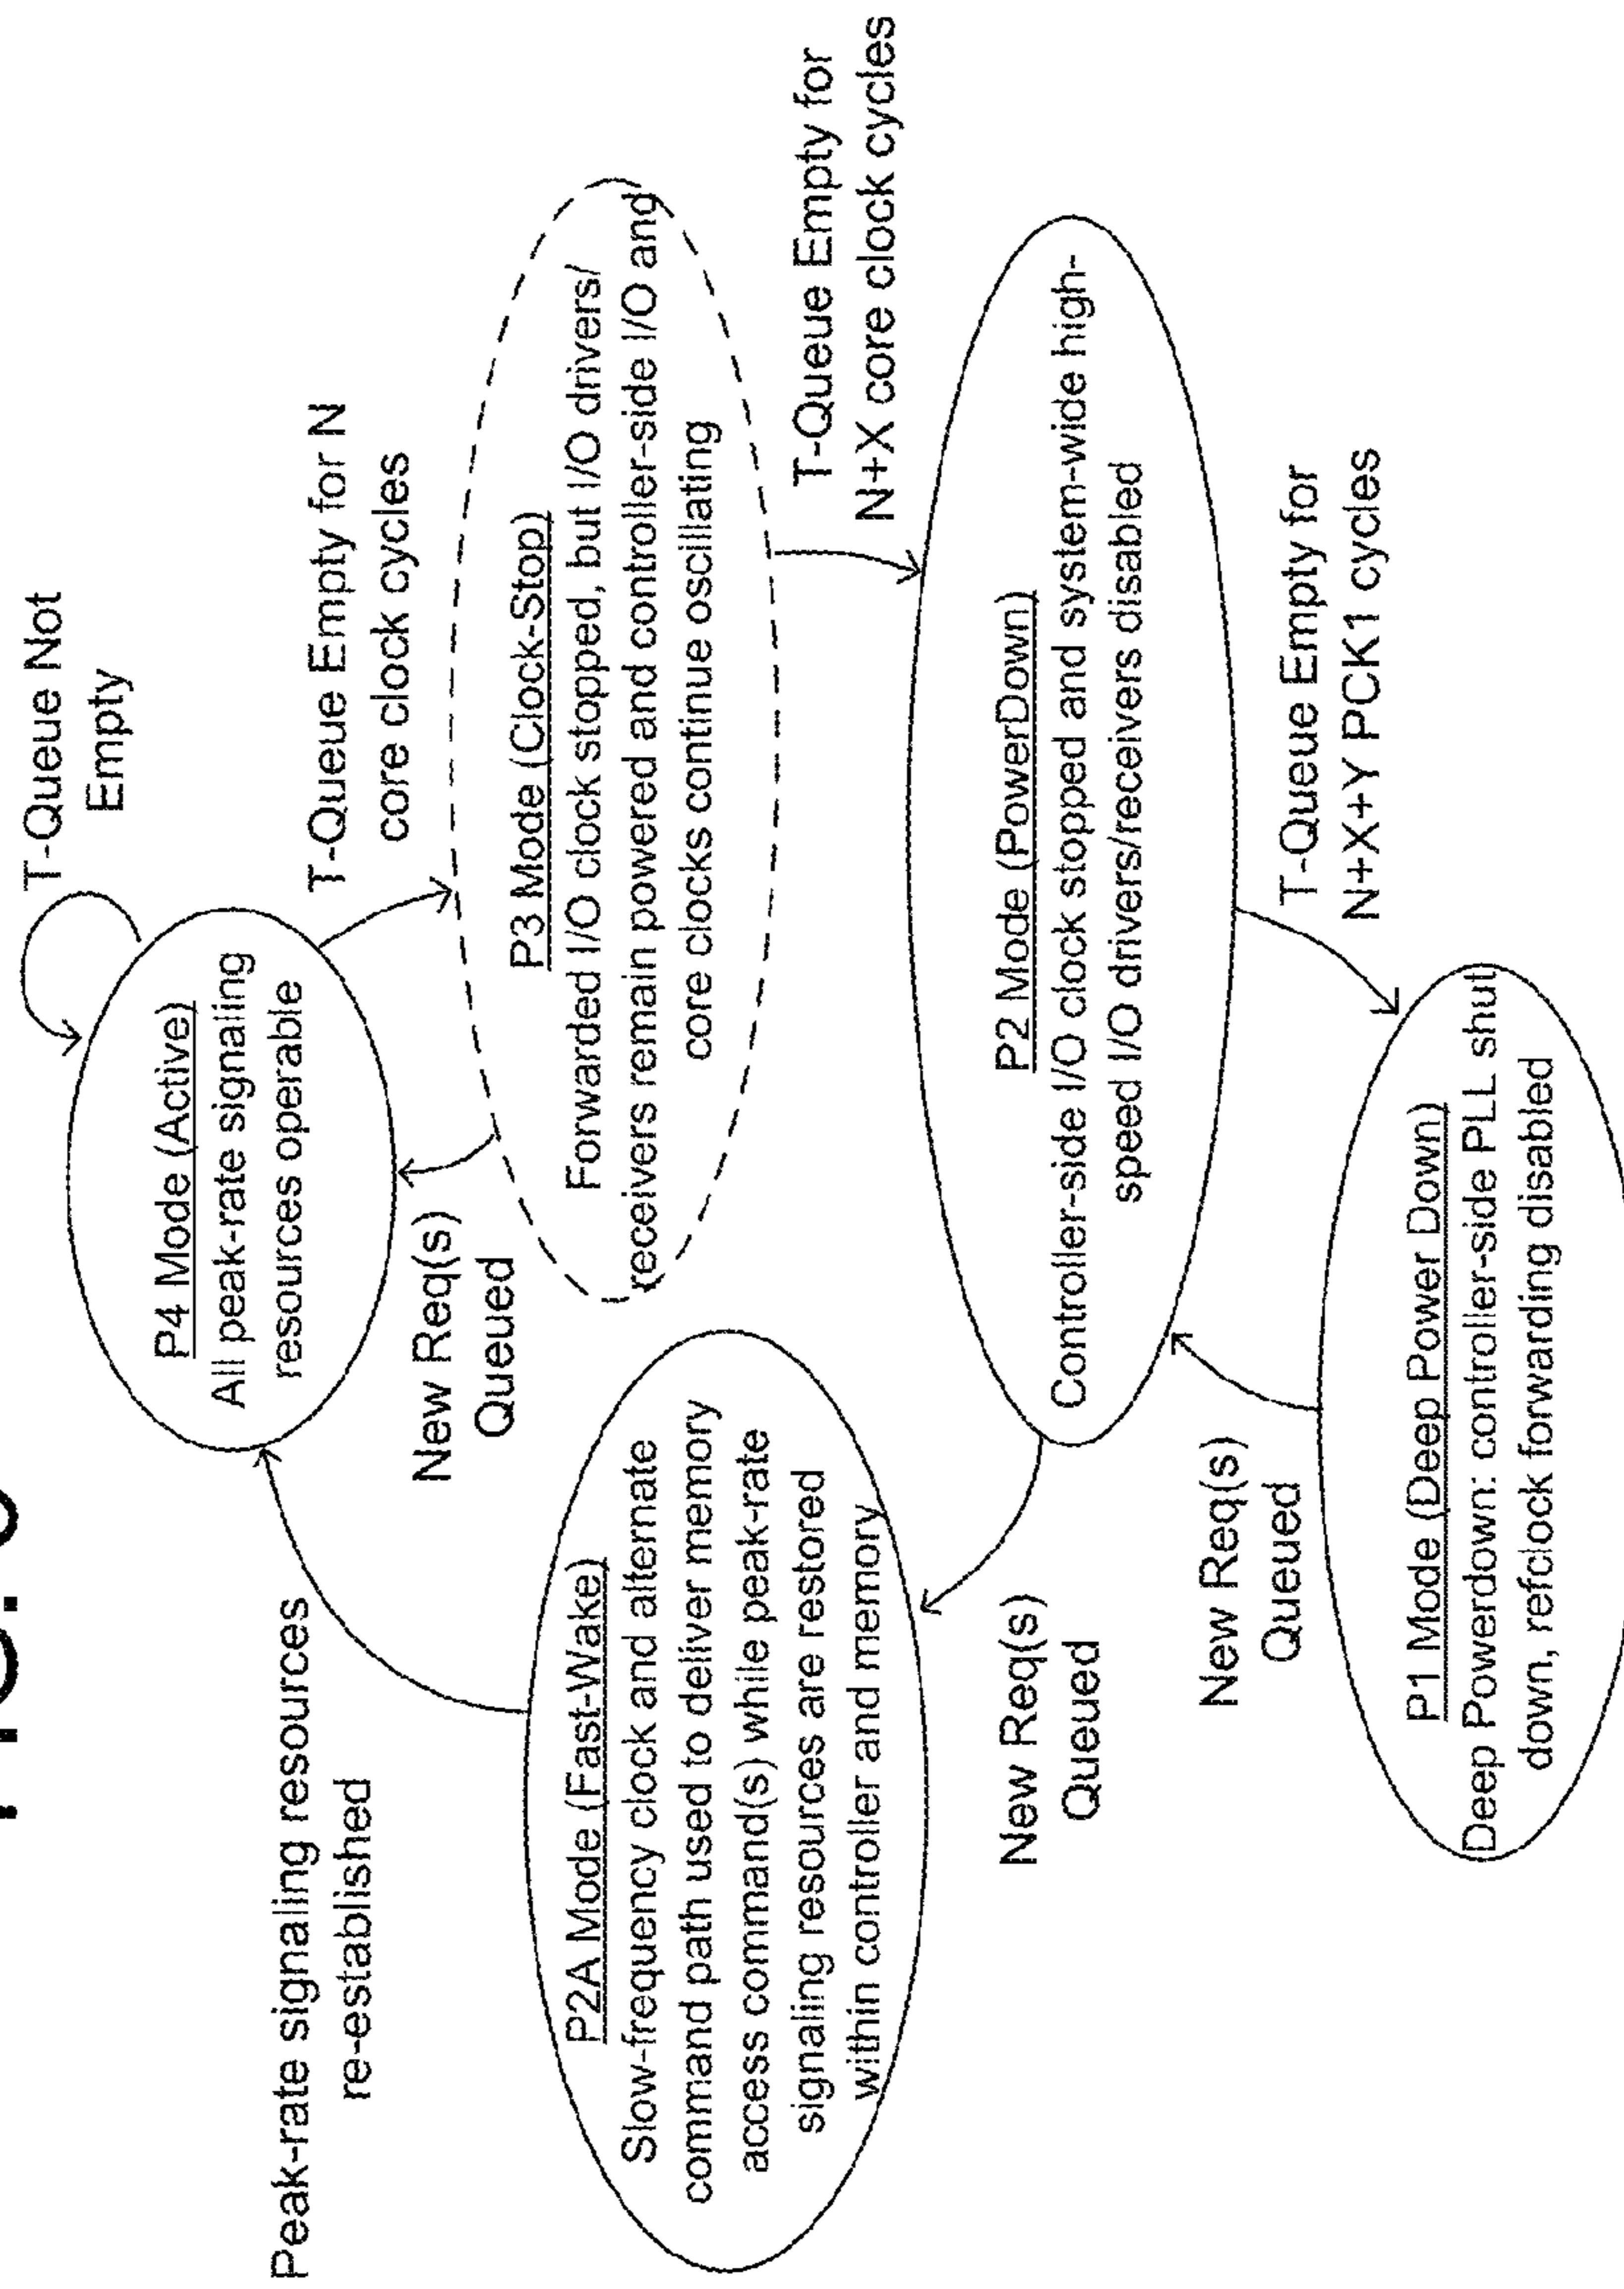 T-Queue Not
Empty
P4 Mode (Active)
All peak-rate signaling
resources operable
T-Queue Empty for N
core clock cycles
Peak-rate signaling resources
re-established
New Req(s)
Queued
P3 Mode (Clock-Stop)
Forwarded I/O clock stopped, but I/O drivers/
receivers remain powered and controller-side I/O and
core clocks continue oscillating
P2A Mode (Fast-Wake)
Slow-frequency clock and alternate
command path used to deliver memory
access command(s) while peak-rate
signaling resources are restored
within controller and memory
T-Queue Empty for
N+X core clock cycles
P2 Mode (PowerDown)
Controller-side I/O clock stopped and system-wide high-
speed I/O drivers/receivers disabled
New Req(s)
Queued
New Req(s)
Queued
T-Queue Empty for
N+X+Y PCK1 cycles
P1 Mode (Deep Power Down)
Deep Powerdown: controller-side PLL shut
down, refclock forwarding disabled